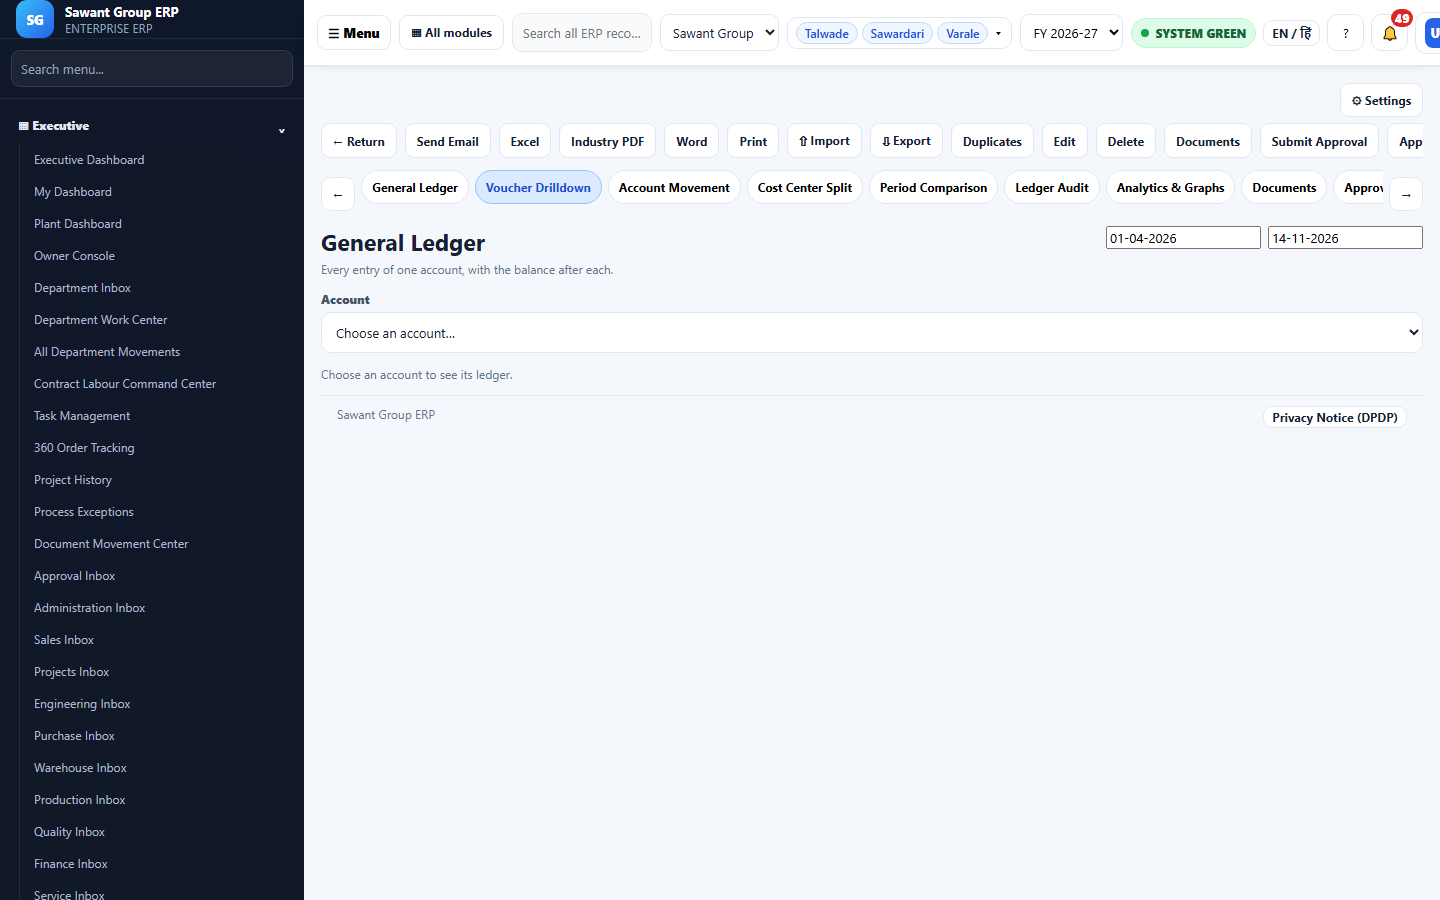 SG
Sawant Group ERP
ENTERPRISE ERP
Search menu...
Executive
Executive Dashboard
My Dashboard
Plant Dashboard
Owner Console
Department Inbox
Department Work Center
All Department Movements
Contract Labour Command Center
Task Management
360 Order Tracking
Project History
Process Exceptions
Document Movement Center
Approval Inbox
Administration Inbox
Sales Inbox
Projects Inbox
Engineering Inbox
Purchase Inbox
Warehouse Inbox
Production Inbox
Quality Inbox
Finance Inbox
Service Inbox
☰ Menu All modules Search all ERP reco... Sawant Group Talwade Sawardari Varale FY 2026-27 SYSTEM GREEN EN / हिं ? 49 U
⚙ Settings
← Return Send Email Excel Industry PDF Word Print ⇧ Import ⇩ Export Duplicates Edit Delete Documents Submit Approval App
← General Ledger Voucher Drilldown Account Movement Cost Center Split Period Comparison Ledger Audit Analytics & Graphs Documents Approv →
General Ledger
01-04-2026 14-11-2026
Every entry of one account, with the balance after each.
Account
Choose an account...
Choose an account to see its ledger.
Sawant Group ERP
Privacy Notice (DPDP)